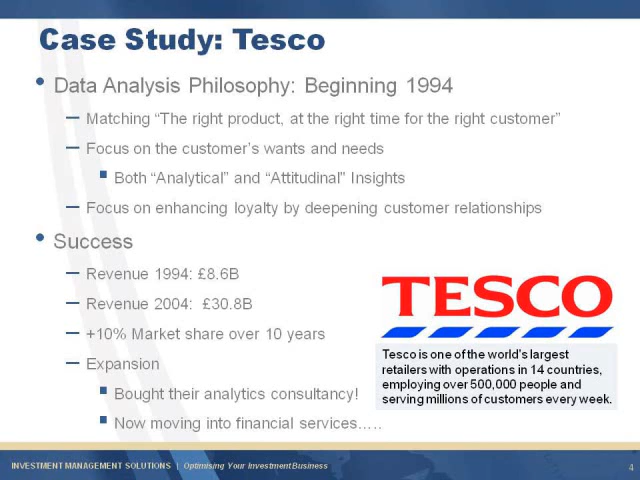 Case Study: Tesco
• Data Analysis Philosophy: Beginning 1994
– Matching “The right product, at the right time for the right customer”
– Focus on the customer’s wants and needs
▪ Both “Analytical” and “Attitudinal” Insights
– Focus on enhancing loyalty by deepening customer relationships
• Success
– Revenue 1994: £8.6B
– Revenue 2004: £30.8B
– +10% Market share over 10 years
– Expansion
▪ Bought their analytics consultancy!
▪ Now moving into financial services…..
TESCO
Tesco is one of the world’s largest
retailers with operations in 14 countries,
employing over 500,000 people and
serving millions of customers every week.
INVESTMENT MANAGEMENT SOLUTIONS | Optimising Your Investment Business
4